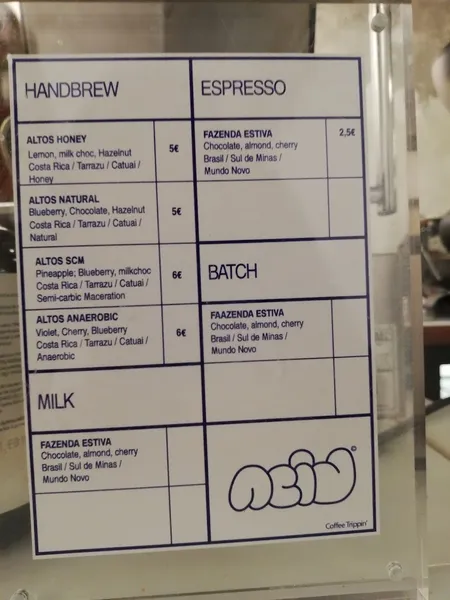 HANDBREW
ALTOS HONEY
Lemon, milk choc, Hazelnut
Costa Rica / Tarrazu / Catuai /
Honey
5€
ALTOS NATURAL
Blueberry, Chocolate, Hazelnut
Costa Rica / Tarrazu / Catuai /
Natural
5€
ALTOS SCM
Pineapple; Blueberry, milkchoc
Costa Rica / Tarrazu / Catuai /
Semi-carbic Maceration
6€
ALTOS ANAEROBIC
Violet, Cherry, Blueberry
Costa Rica / Tarrazu / Catuai /
Anaerobic
6€
MILK
FAZENDA ESTIVA
Chocolate, almond, cherry
Brasil / Sul de Minas /
Mundo Novo
ESPRESSO
FAZENDA ESTIVA
Chocolate, almond, cherry
Brasil / Sul de Minas /
Mundo Novo
2,5€
BATCH
FAAZENDA ESTIVA
Chocolate, almond, cherry
Brasil / Sul de Minas /
Mundo Novo
acid©
Coffee Trippin'